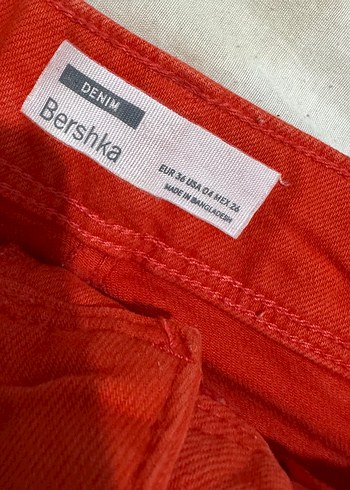 DENIM
Bershka
EUR 36 USA 04 MEX 26
MADE IN BANGLADESH